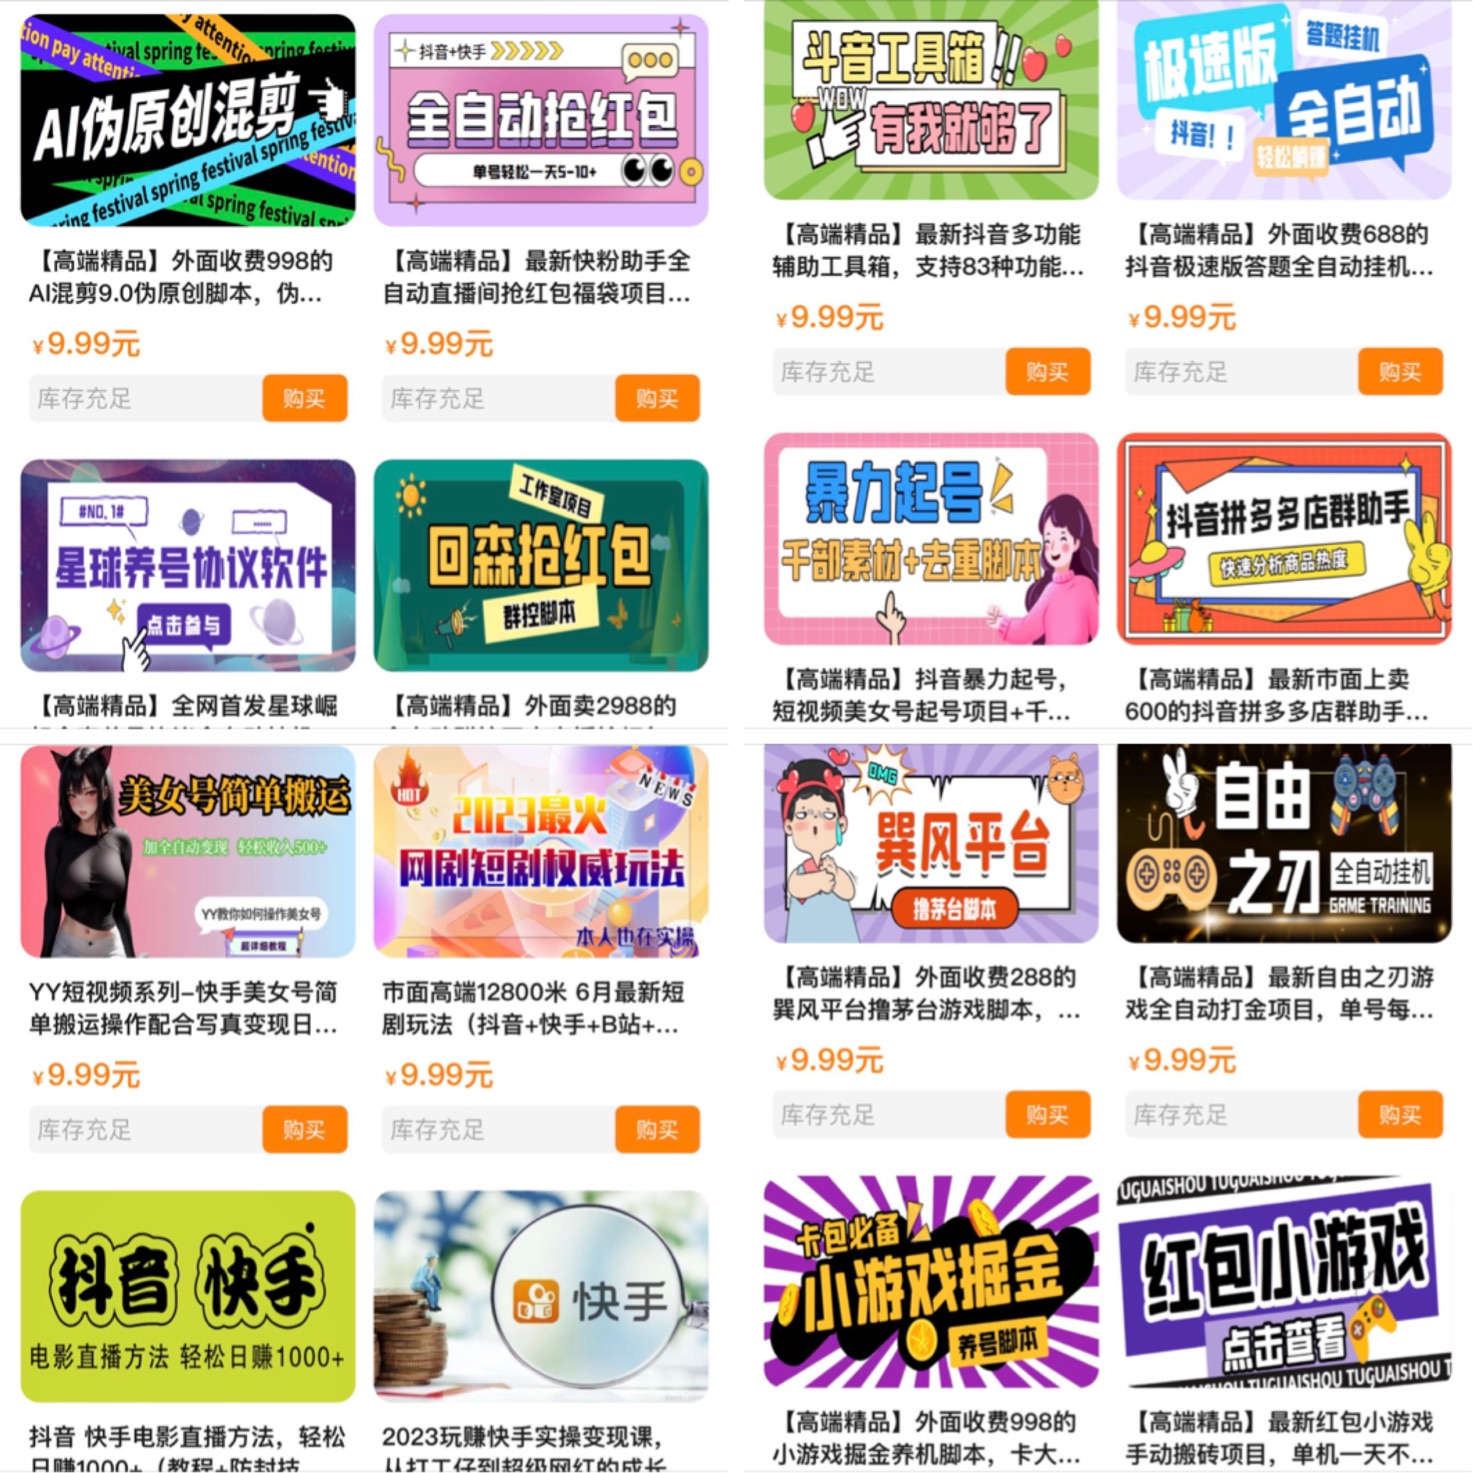 AI伪原创混剪
【高端精品】外面收费998的
AI混剪9.0伪原创脚本，伪...
¥9.99元
库存充足
购买
抖音+快手
全自动抢红包
单号轻松一天5-10+
【高端精品】最新快粉助手全
自动直播间抢红包福袋项目...
¥9.99元
库存充足
购买
#NO.1#
星球养号协议软件
点击参与
【高端精品】全网首发星球崛
工作室项目
回森抢红包
群控脚本
【高端精品】外面卖2988的
斗音工具箱!!
WOW
有我就够了
【高端精品】最新抖音多功能
辅助工具箱，支持83种功能...
¥9.99元
库存充足
购买
极速版
答题挂机
全自动
抖音！！
轻松躺赚
【高端精品】外面收费688的
抖音极速版答题全自动挂机...
¥9.99元
库存充足
购买
暴力起号
千部素材+去重脚本
【高端精品】抖音暴力起号，
短视频美女号起号项目+千...
抖音拼多多店群助手
快速分析商品热度
【高端精品】最新市面上卖
600的抖音拼多多店群助手...
美女号简单搬运
加全自动变现 轻松收入500+
YY教你如何操作美女号
超详细教程
YY短视频系列-快手美女号简
单搬运操作配合写真变现日...
¥9.99元
库存充足
购买
HOT
NEWS
2023最火
网剧短剧权威玩法
本人也在实操
市面高端12800米 6月最新短
剧玩法（抖音+快手+B站+...
¥9.99元
库存充足
购买
抖音 快手
电影直播方法 轻松日赚1000+
抖音 快手电影直播方法，轻松
日赚1000+（教程+防封技
快手
2023玩赚快手实操变现课，
从打工仔到超级网红的成长
OMG
巽风平台
撸茅台脚本
【高端精品】外面收费288的
巽风平台撸茅台游戏脚本，...
¥9.99元
库存充足
购买
自由
之刃
全自动挂机
GAME TRAINING
【高端精品】最新自由之刃游
戏全自动打金项目，单号每...
¥9.99元
库存充足
购买
卡包必备
小游戏掘金
养号脚本
【高端精品】外面收费998的
小游戏掘金养机脚本，卡大...
TUGUAISHOU TUGUAISHOU TUGUAISHOU
红包小游戏
点击查看
TUGUAISHOU TUGUAISHOU
【高端精品】最新红包小游戏
手动搬砖项目，单机一天不...